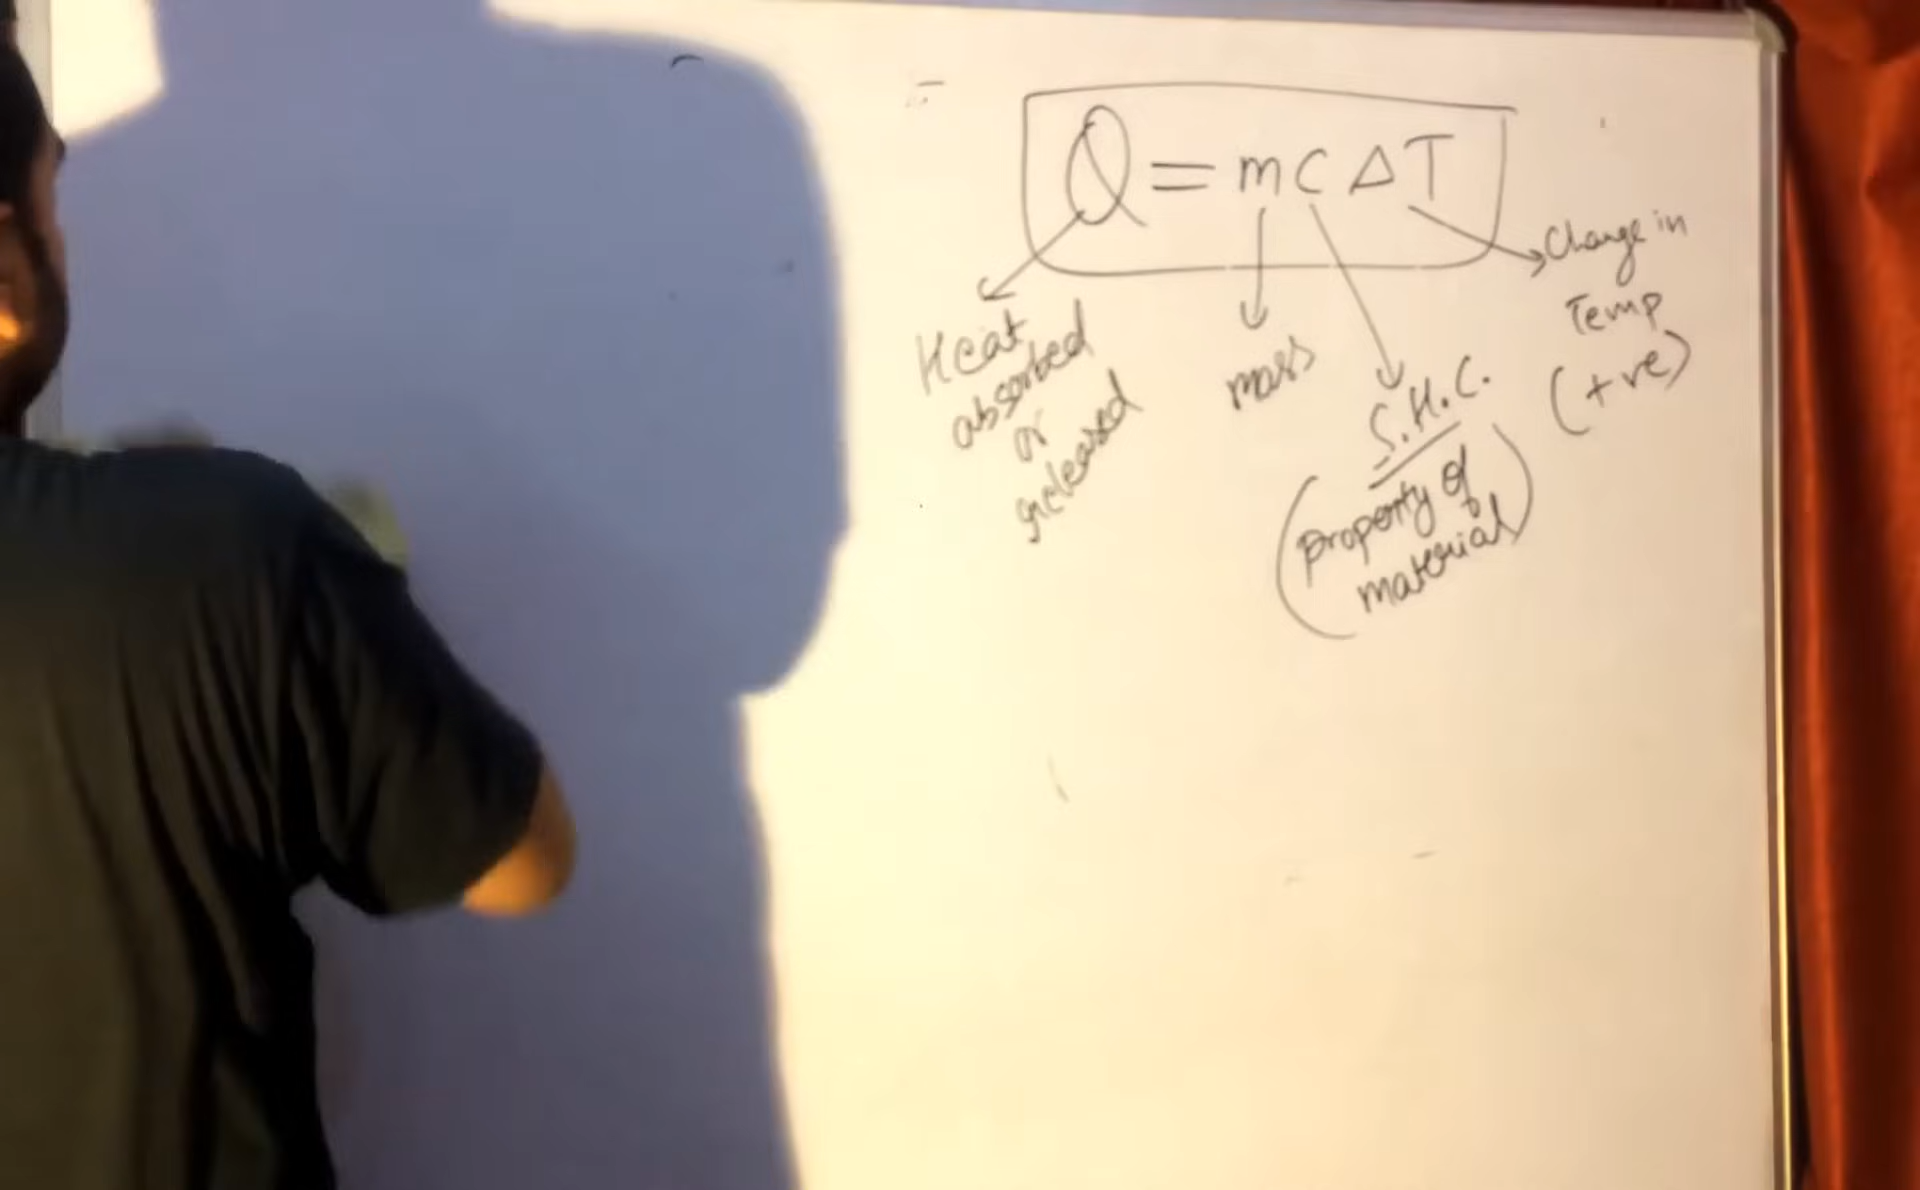 Q = mCΔT
Heat
absorbed
or
released
mass
S.H.C.
(property of
material)
Change in
Temp
(+ve)